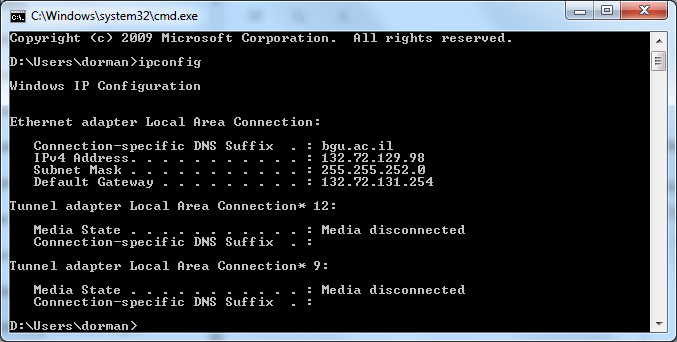 C:\Windows\system32\cmd.exe
Copyright (c) 2009 Microsoft Corporation.  All rights reserved.
D:\Users\dorman>ipconfig
Windows IP Configuration
Ethernet adapter Local Area Connection:
   Connection-specific DNS Suffix  . : bgu.ac.il
   IPv4 Address. . . . . . . . . . . : 132.72.129.98
   Subnet Mask . . . . . . . . . . . : 255.255.252.0
   Default Gateway . . . . . . . . . : 132.72.131.254
Tunnel adapter Local Area Connection* 12:
   Media State . . . . . . . . . . . : Media disconnected
   Connection-specific DNS Suffix  . :
Tunnel adapter Local Area Connection* 9:
   Media State . . . . . . . . . . . : Media disconnected
   Connection-specific DNS Suffix  . :
D:\Users\dorman>